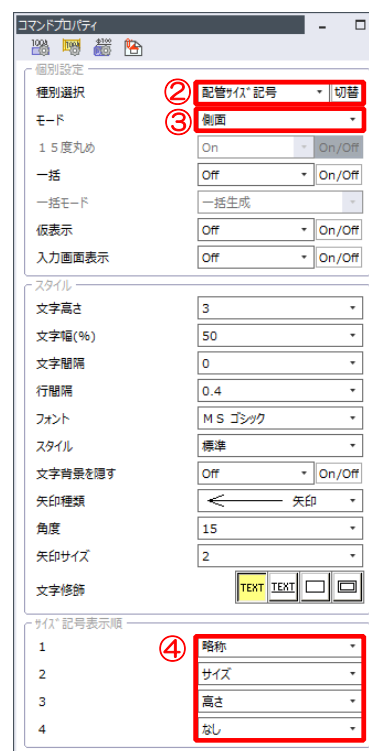 コマンドプロパティ
個別設定
種別選択 ② 配管ｻｲｽﾞ記号 切替
モード ③ 側面
１５度丸め On On/Off
一括 Off On/Off
一括モード 一括生成
仮表示 Off On/Off
入力画面表示 Off On/Off
スタイル
文字高さ 3
文字幅(%) 50
文字間隔 0
行間隔 0.4
フォント ＭＳ ゴシック
スタイル 標準
文字背景を隠す Off On/Off
矢印種類 矢印
角度 15
矢印サイズ 2
文字修飾 TEXT TEXT
ｻｲｽﾞ記号表示順
1 ④ 略称
2 サイズ
3 高さ
4 なし